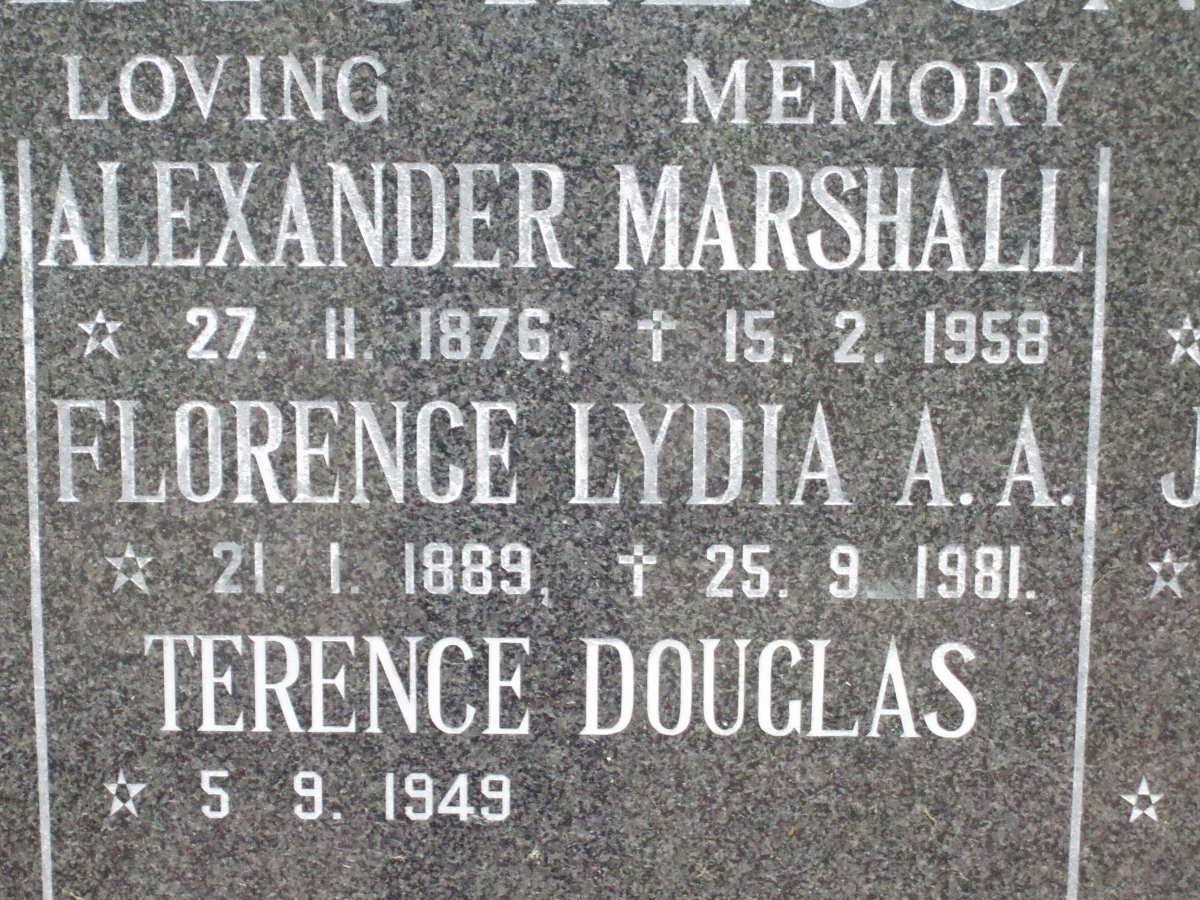 LOVING MEMORY
ALEXANDER MARSHALL
☆ 27. 11. 1876, ✝ 15. 2. 1958
FLORENCE LYDIA A. A.
☆ 21. 1. 1889, ✝ 25. 9 1981.
TERENCE DOUGLAS
☆ 5 9. 1949